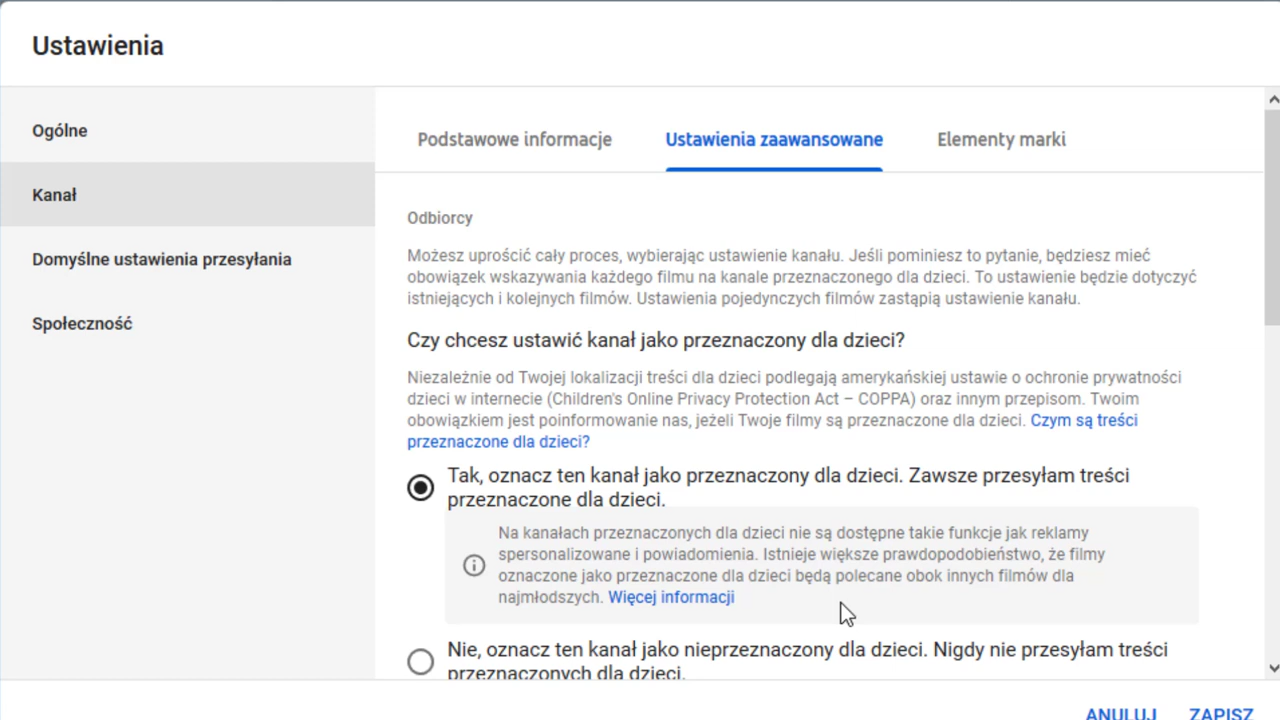 Ustawienia
Ogólne
Kanał
Domyślne ustawienia przesyłania
Społeczność
Podstawowe informacje
Ustawienia zaawansowane
Elementy marki
Odbiorcy
Możesz uprościć cały proces, wybierając ustawienie kanału. Jeśli pominiesz to pytanie, będziesz mieć
obowiązek wskazywania każdego filmu na kanale przeznaczonego dla dzieci. To ustawienie będzie dotyczyć
istniejących i kolejnych filmów. Ustawienia pojedynczych filmów zastąpią ustawienie kanału.
Czy chcesz ustawić kanał jako przeznaczony dla dzieci?
Niezależnie od Twojej lokalizacji treści dla dzieci podlegają amerykańskiej ustawie o ochronie prywatności
dzieci w internecie (Children's Online Privacy Protection Act – COPPA) oraz innym przepisom. Twoim
obowiązkiem jest poinformowanie nas, jeżeli Twoje filmy są przeznaczone dla dzieci. Czym są treści
przeznaczone dla dzieci?
Tak, oznacz ten kanał jako przeznaczony dla dzieci. Zawsze przesyłam treści
przeznaczone dla dzieci.
Na kanałach przeznaczonych dla dzieci nie są dostępne takie funkcje jak reklamy
spersonalizowane i powiadomienia. Istnieje większe prawdopodobieństwo, że filmy
oznaczone jako przeznaczone dla dzieci będą polecane obok innych filmów dla
najmłodszych. Więcej informacji
Nie, oznacz ten kanał jako nieprzeznaczony dla dzieci. Nigdy nie przesyłam treści
przeznaczonych dla dzieci.
ANULUJ
ZAPISZ